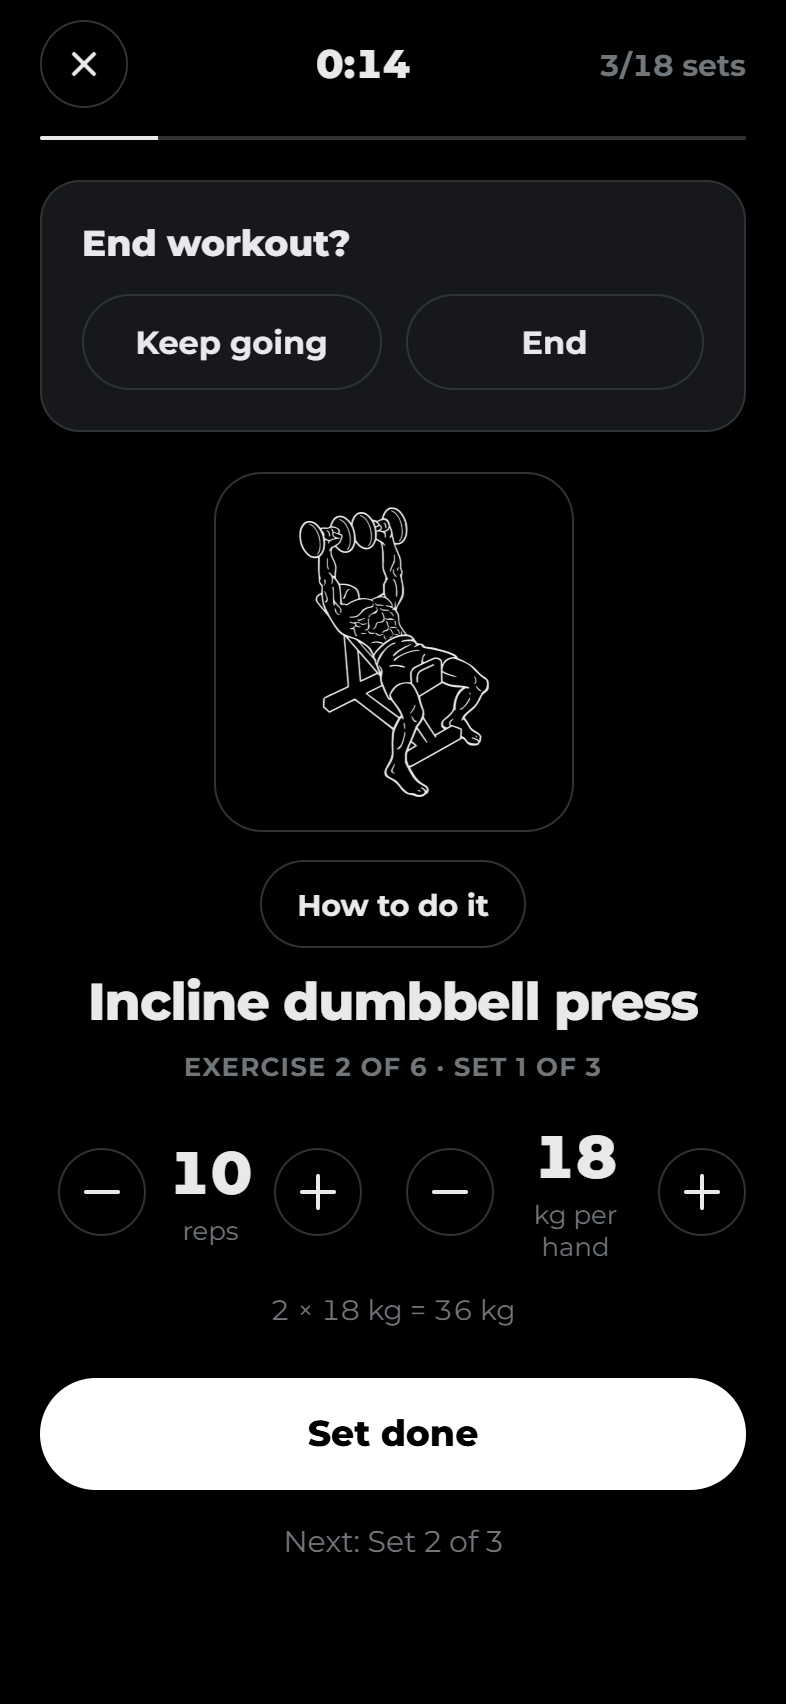 0:14
3/18 sets
End workout?
Keep going
End
How to do it
Incline dumbbell press
EXERCISE 2 OF 6 • SET 1 OF 3
10
reps
18
kg per
hand
2 × 18 kg = 36 kg
Set done
Next: Set 2 of 3